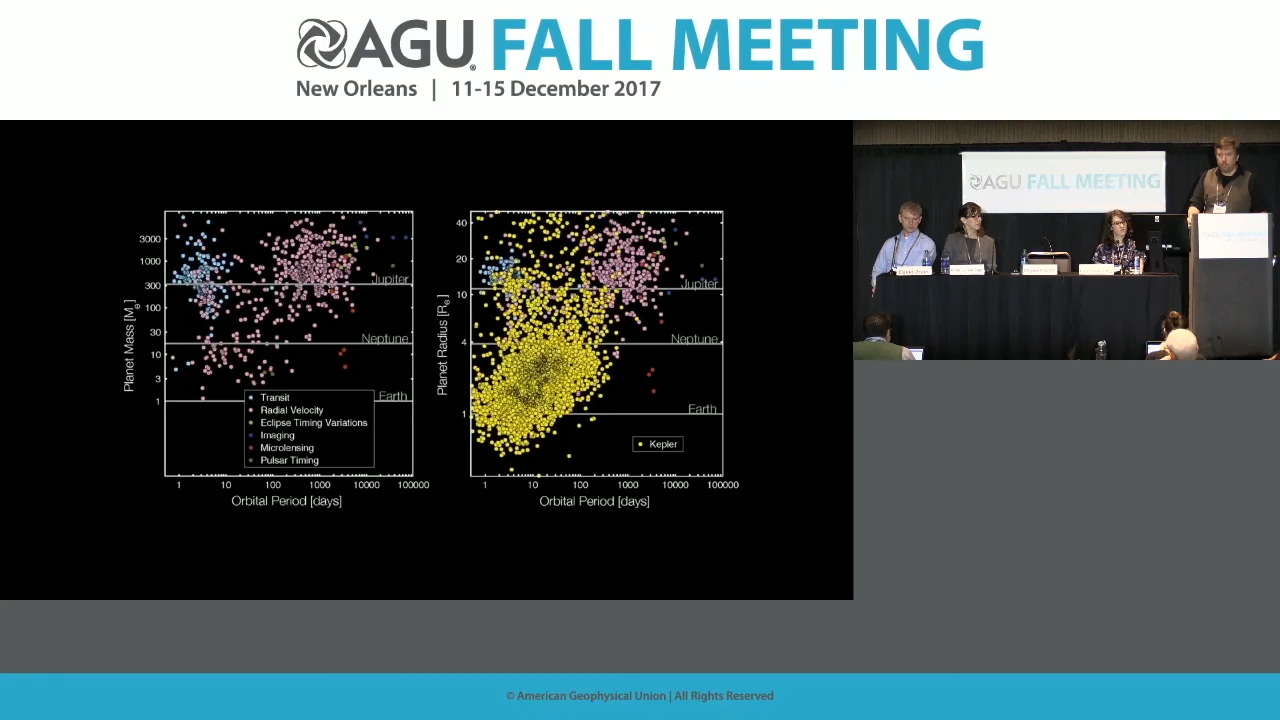 AGU FALL MEETING
New Orleans | 11-15 December 2017
AGU FALL MEETING
AGU FALL MEETING
Planet Mass [M⊕]
3000
1000
300
100
30
10
3
1
Jupiter
Neptune
Earth
Transit
Radial Velocity
Eclipse Timing Variations
Imaging
Microlensing
Pulsar Timing
1 10 100 1000 10000 100000
Orbital Period [days]
Planet Radius [R⊕]
40
20
10
4
1
Jupiter
Neptune
Earth
Kepler
1 10 100 1000 10000 100000
Orbital Period [days]
© American Geophysical Union | All Rights Reserved